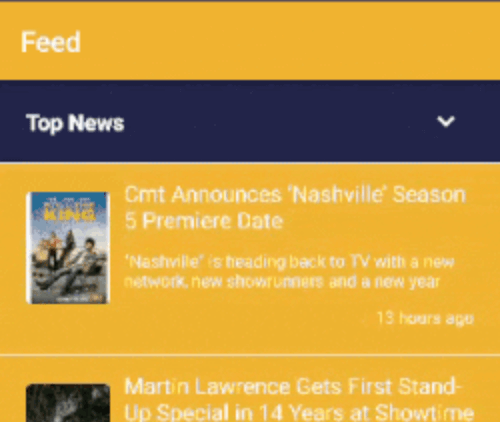 Feed
Top News
Cmt Announces 'Nashville' Season
5 Premiere Date
"Nashville" is heading back to TV with a new
network, new showrunners and a new year
13 hours ago
Martin Lawrence Gets First Stand-
Up Special in 14 Years at Showtime